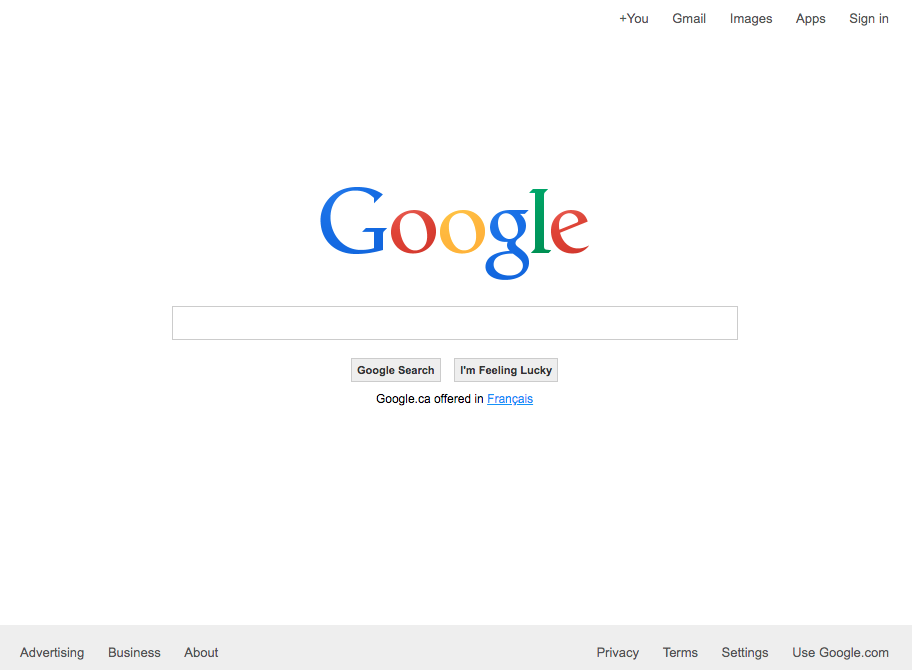 +You Gmail Images Apps Sign in
Google
Google Search I'm Feeling Lucky
Google.ca offered in Français
Advertising Business About Privacy Terms Settings Use Google.com